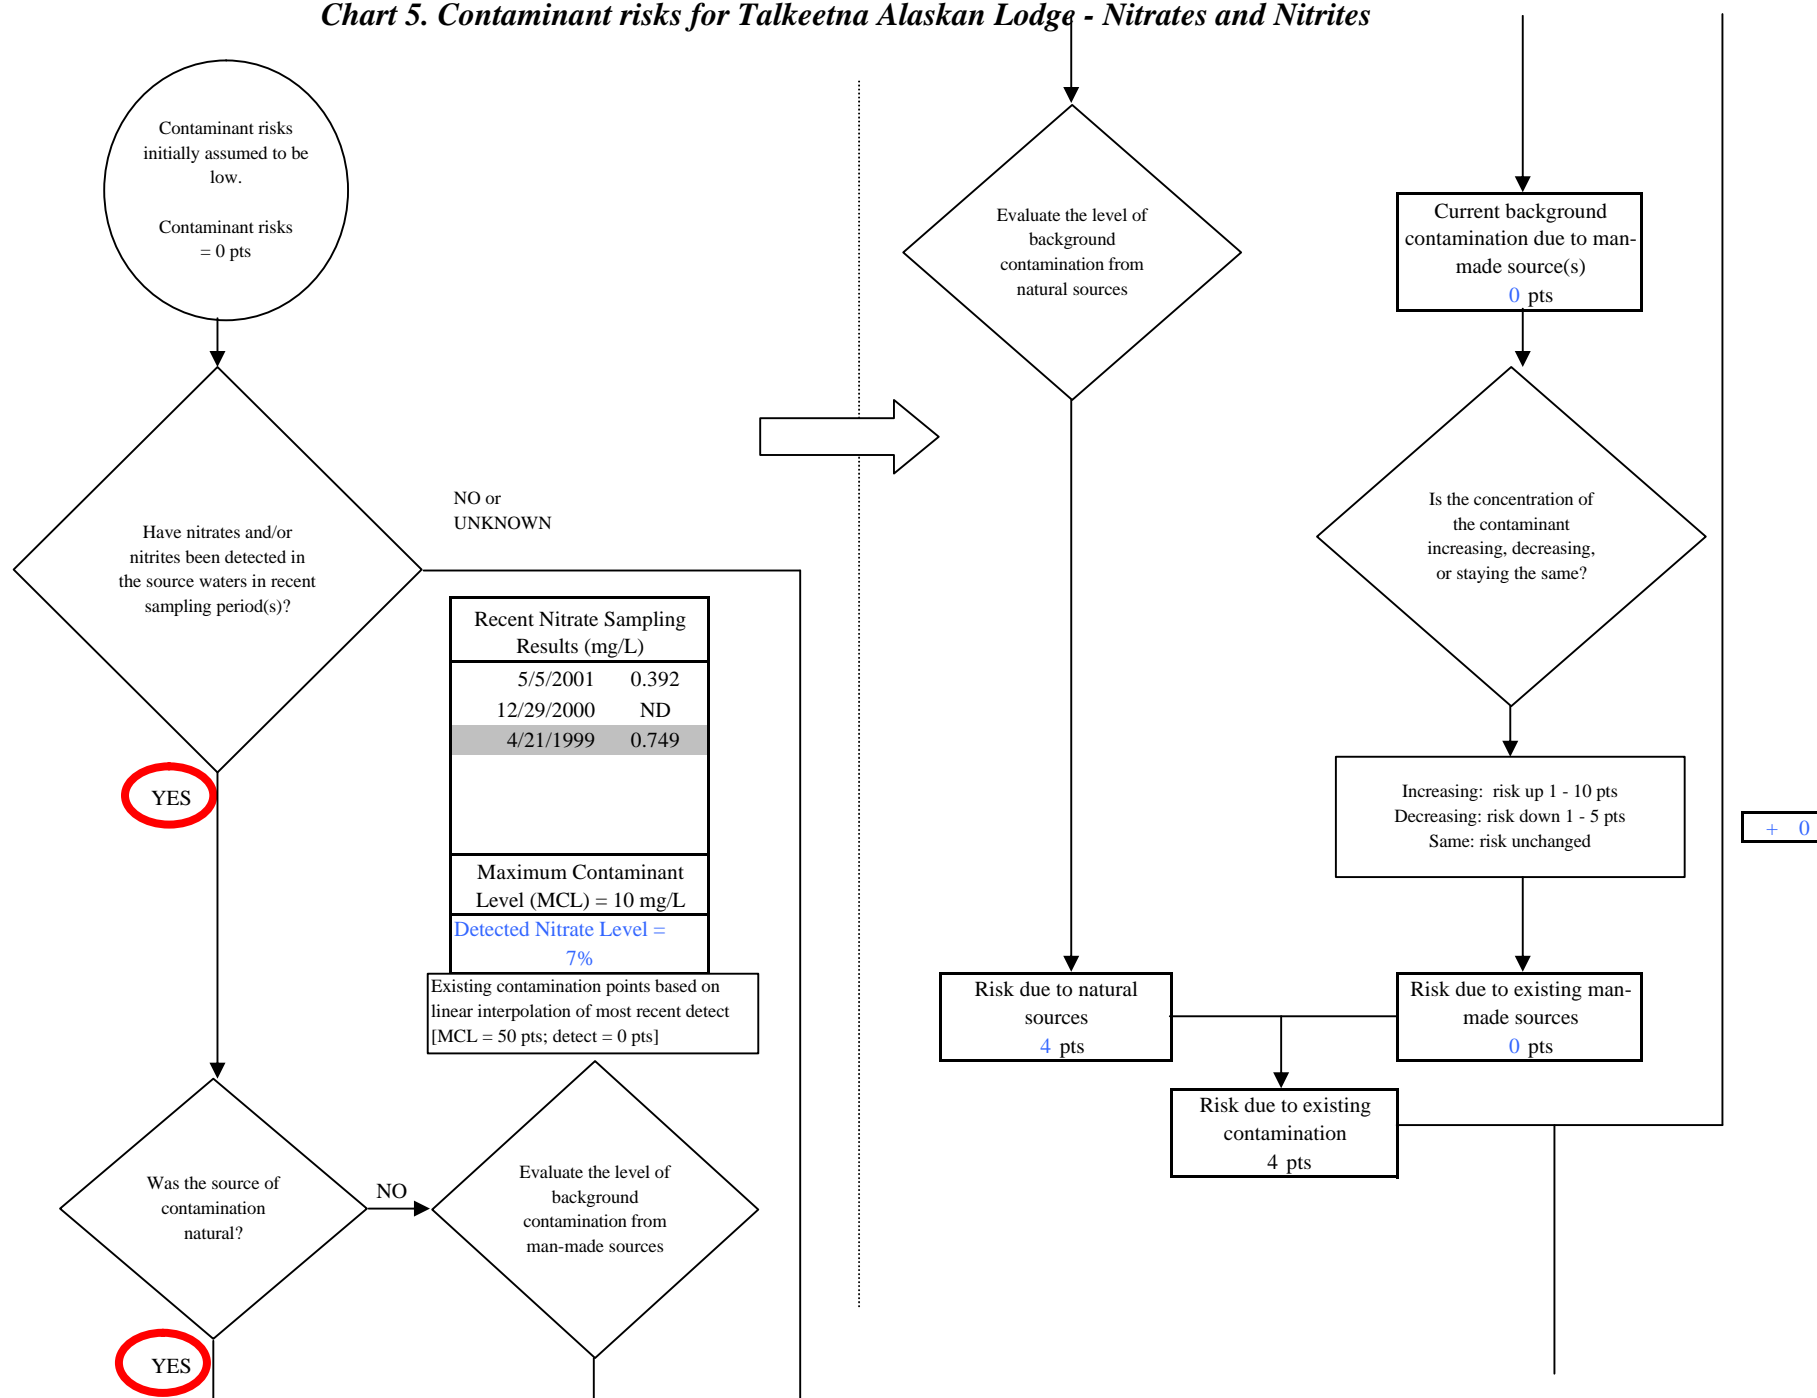 Chart 5. Contaminant risks for Talkeetna Alaskan Lodge - Nitrates and Nitrites
Contaminant risks
initially assumed to be
low.
Contaminant risks
= 0 pts
Have nitrates and/or
nitrites been detected in
the source waters in recent
sampling period(s)?
NO or
UNKNOWN
YES
Recent Nitrate Sampling
Results (mg/L)
5/5/2001 0.392
12/29/2000 ND
4/21/1999 0.749
Maximum Contaminant
Level (MCL) = 10 mg/L
Detected Nitrate Level =
7%
Existing contamination points based on
linear interpolation of most recent detect
[MCL = 50 pts; detect = 0 pts]
Was the source of
contamination
natural?
NO
Evaluate the level of
background
contamination from
man-made sources
YES
Evaluate the level of
background
contamination from
natural sources
Current background
contamination due to man-
made source(s)
0 pts
Is the concentration of
the contaminant
increasing, decreasing,
or staying the same?
Increasing: risk up 1 - 10 pts
Decreasing: risk down 1 - 5 pts
Same: risk unchanged
+ 0
Risk due to natural
sources
4 pts
Risk due to existing man-
made sources
0 pts
Risk due to existing
contamination
4 pts